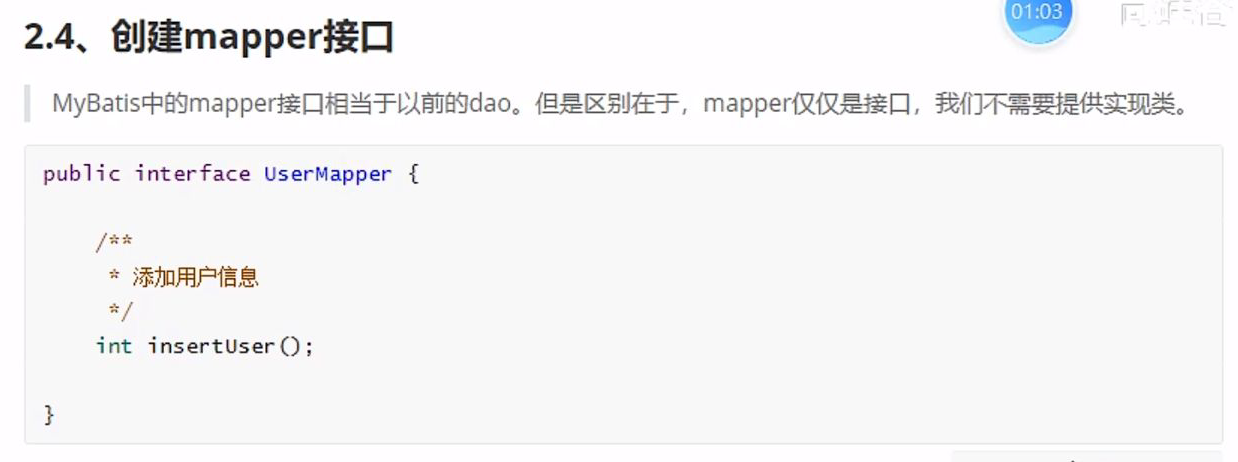 2.4、创建mapper接口
01:03
MyBatis中的mapper接口相当于以前的dao。但是区别在于，mapper仅仅是接口，我们不需要提供实现类。
public interface UserMapper {
/**
* 添加用户信息
*/
int insertUser();
}